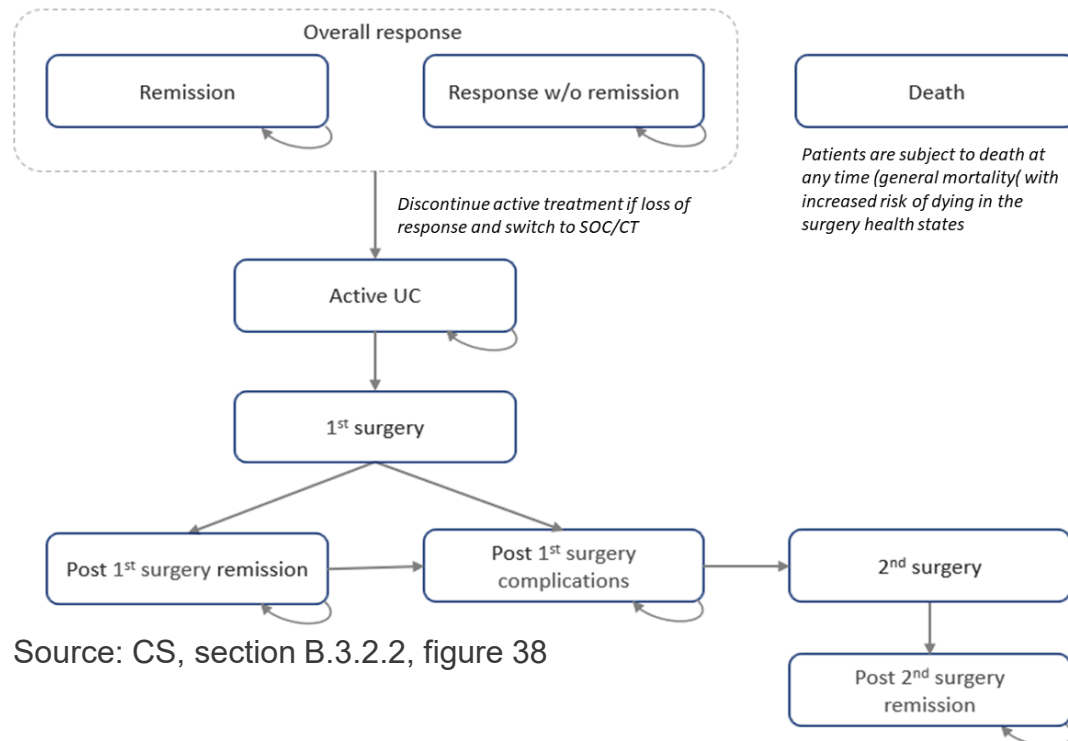 Overall response
Remission
Response w/o remission
Death
Patients are subject to death at
any time (general mortality( with
increased risk of dying in the
surgery health states
Discontinue active treatment if loss of
response and switch to SOC/CT
Active UC
1st surgery
Post 1st surgery remission
Post 1st surgery
complications
2nd surgery
Source: CS, section B.3.2.2, figure 38
Post 2nd surgery
remission